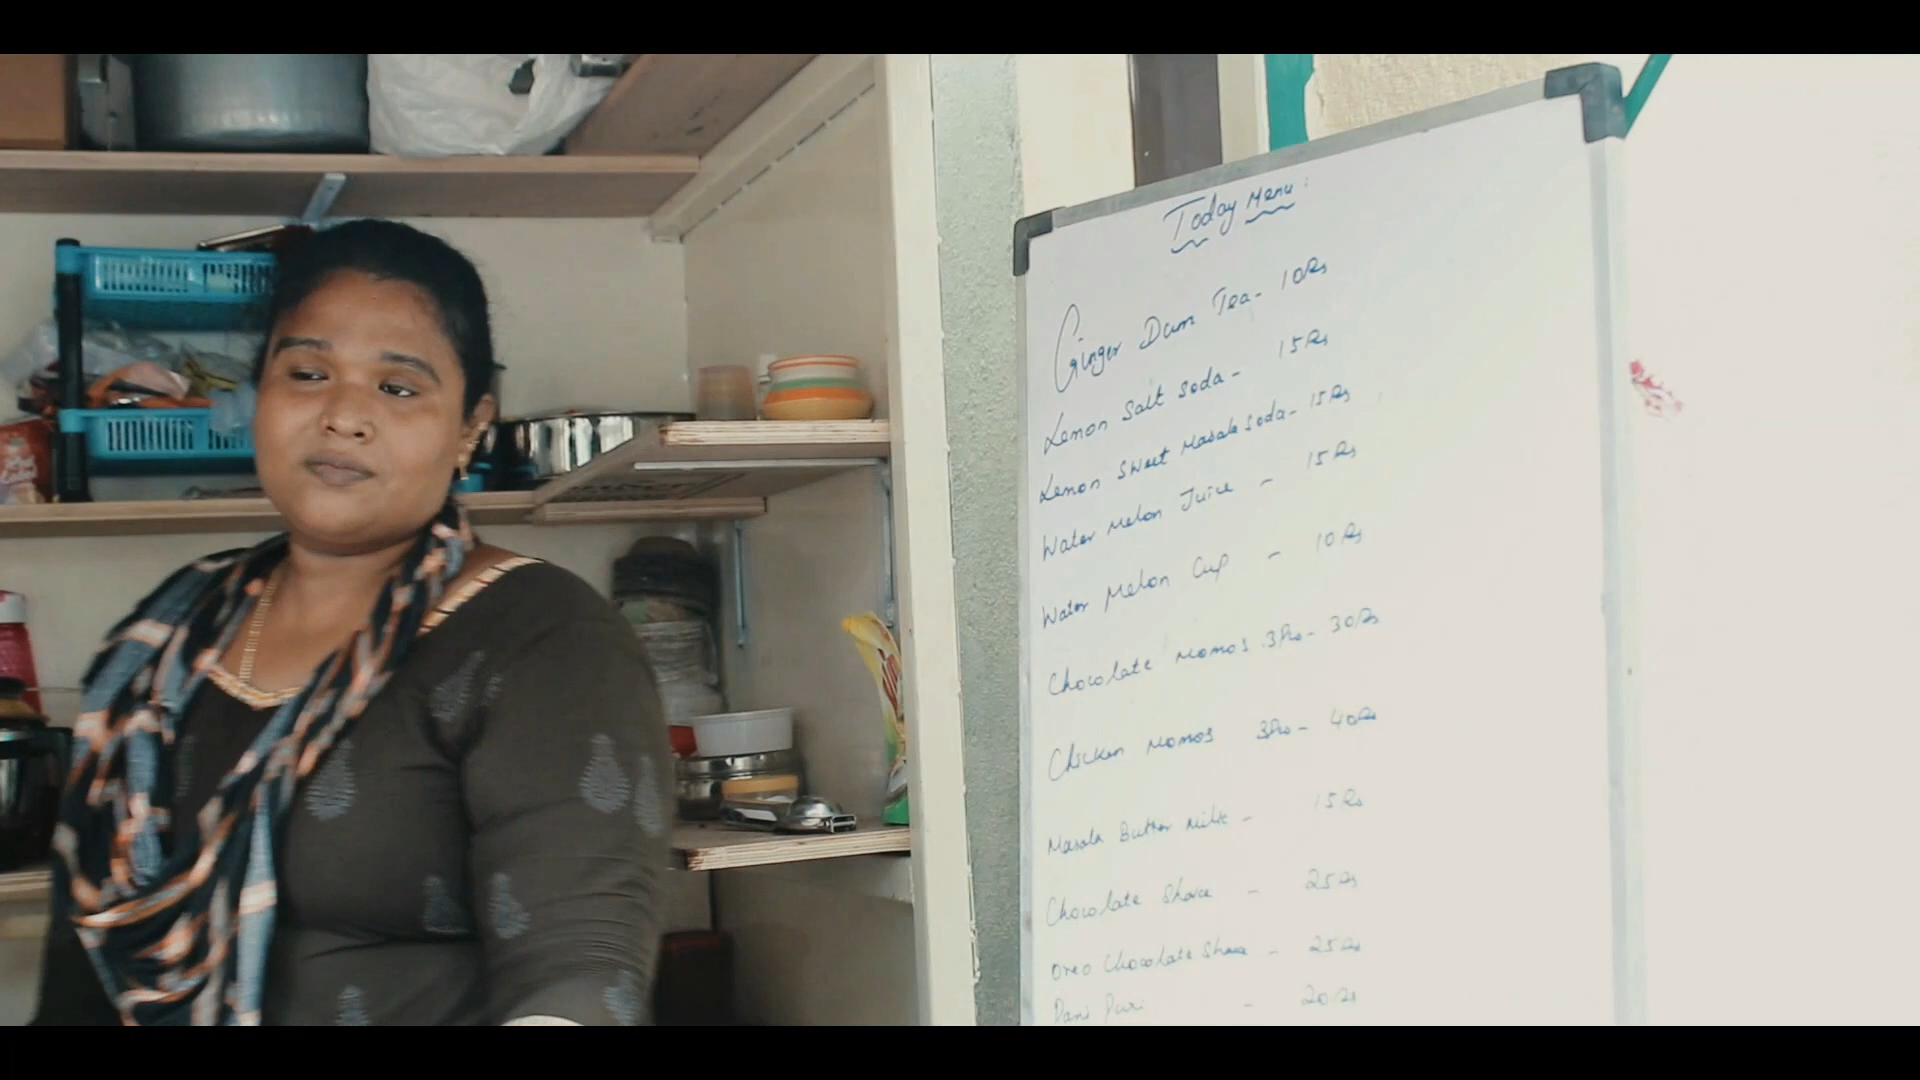 Today Menu:
Ginger Dum Tea - 10Rs
Lemon Salt Soda - 15Rs
Lemon Sweet Masala Soda - 15Rs
Water Melon Juice - 15Rs
Water Melon Cup - 10Rs
Chocolate Momos 3Ps - 30Rs
Chicken Momos 3Ps - 40Rs
Masala Butter Milk - 15Rs
Chocolate Shake - 25Rs
Oreo Chocolate Shake - 25Rs
Pani Puri - 20Rs